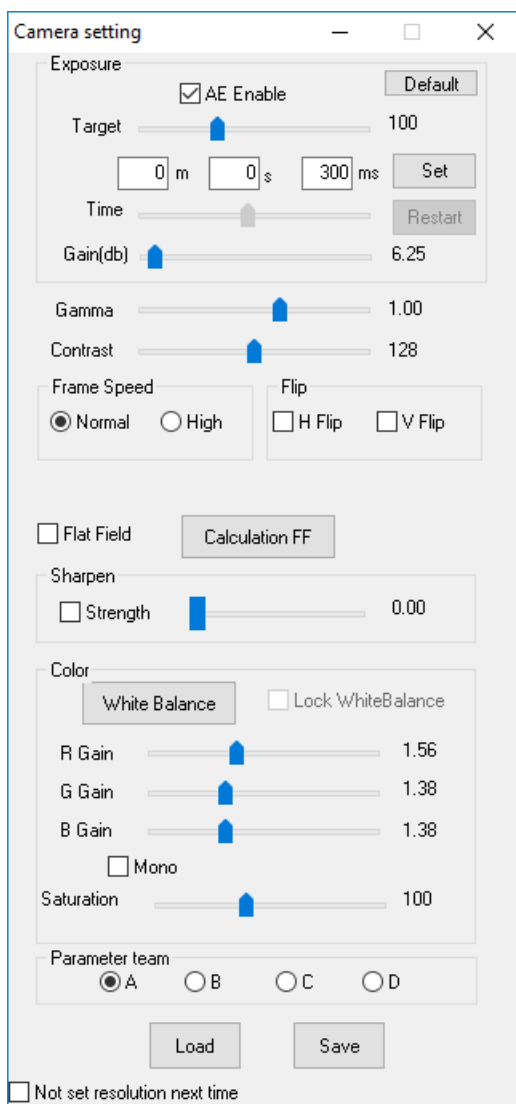 Camera setting
Exposure
AE Enable
Default
Target 100
0 m 0 s 300 ms Set
Time Restart
Gain(db) 6.25
Gamma 1.00
Contrast 128
Frame Speed Flip
Normal High H Flip V Flip
Flat Field Calculation FF
Sharpen
Strength 0.00
Color
White Balance Lock WhiteBalance
R Gain 1.56
G Gain 1.38
B Gain 1.38
Mono
Saturation 100
Parameter team
A B C D
Load Save
Not set resolution next time